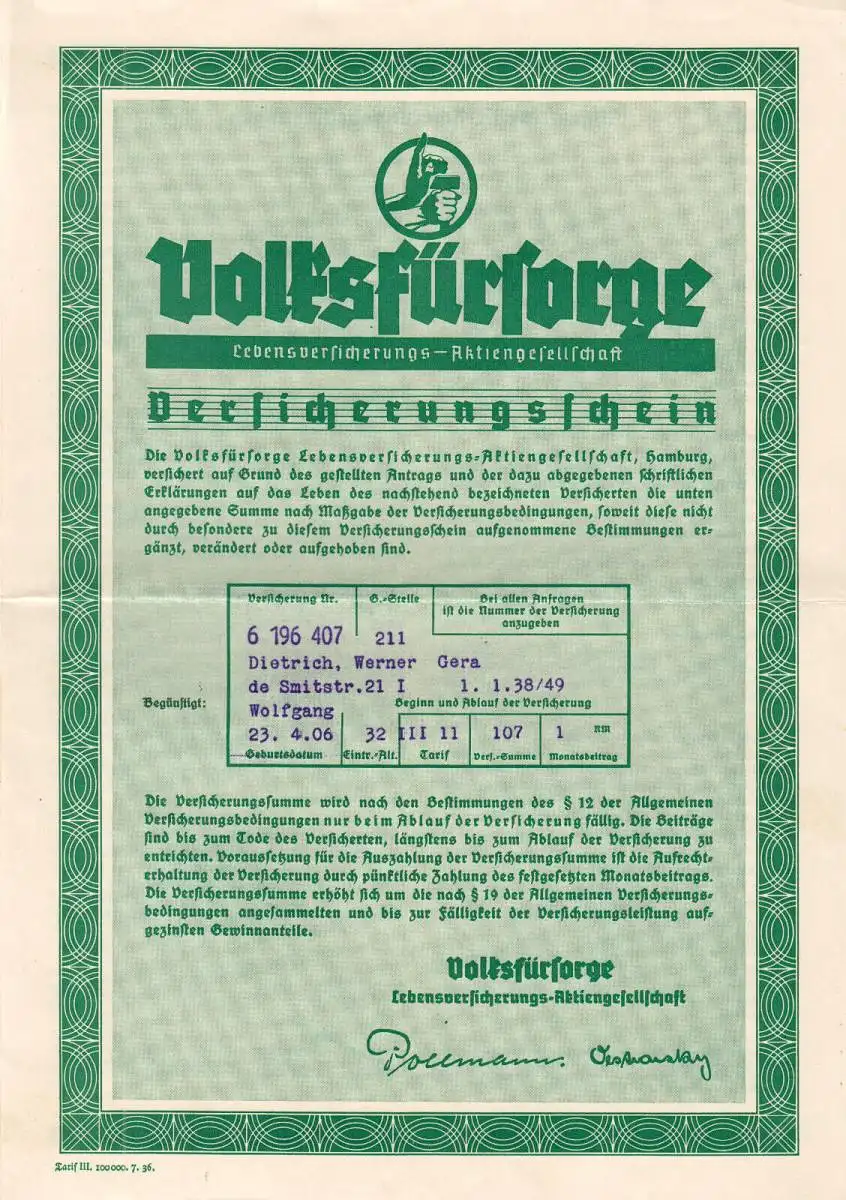 Volksfürsorge
Lebensversicherungs-Aktiengesellschaft
Versicherungsschein
Die Volksfürsorge Lebensversicherungs-Aktiengesellschaft, Hamburg,
versichert auf Grund des gestellten Antrags und der dazu abgegebenen schriftlichen
Erklärungen auf das Leben des nachstehend bezeichneten Versicherten die unten
angegebene Summe nach Maßgabe der Versicherungsbedingungen, soweit diese nicht
durch besondere zu diesem Versicherungsschein aufgenommene Bestimmungen er-
gänzt, verändert oder aufgehoben sind.
Versicherung Nr. G.-Stelle Bei allen Anfragen
ist die Nummer der Versicherung
anzugeben
6 196 407 211
Dietrich, Werner Gera
de Smitstr.21 I 1. 1.38/49
Begünstigt: Beginn und Ablauf der Versicherung
Wolfgang
23. 4.06 32 III 11 107 1 RM
Geburtsdatum Eintr.-Alt. Tarif Vers.-Summe Monatsbeitrag
Die Versicherungssumme wird nach den Bestimmungen des § 12 der Allgemeinen
Versicherungsbedingungen nur beim Ablauf der Versicherung fällig. Die Beiträge
sind bis zum Tode des Versicherten, längstens bis zum Ablauf der Versicherung zu
entrichten. Voraussetzung für die Auszahlung der Versicherungssumme ist die Aufrecht-
erhaltung der Versicherung durch pünktliche Zahlung des festgesetzten Monatsbeitrags.
Die Versicherungssumme erhöht sich um die nach § 19 der Allgemeinen Versicherungs-
bedingungen angesammelten und bis zur Fälligkeit der Versicherungsleistung auf-
gezinsten Gewinnanteile.
Volksfürsorge
Lebensversicherungs-Aktiengesellschaft
Pollmann.
Tarif III. 100000. 7. 36.